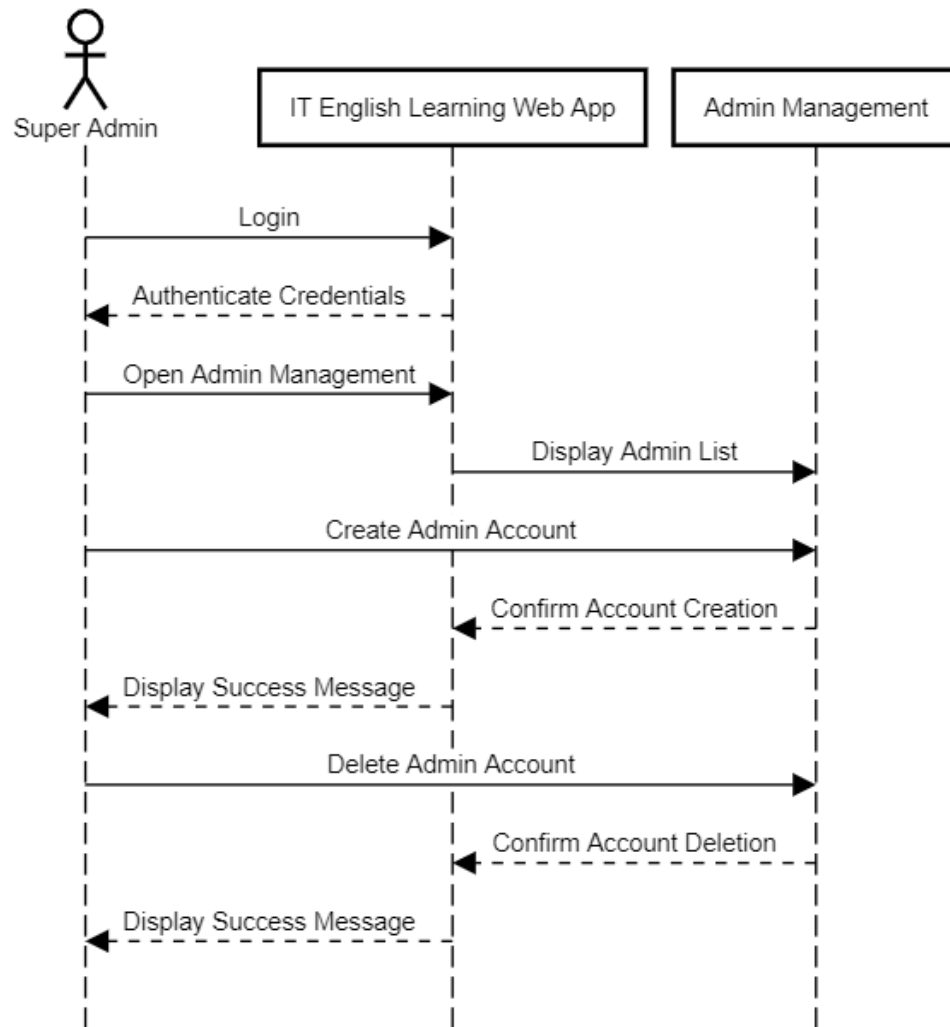 Super Admin
IT English Learning Web App
Admin Management
Login
Authenticate Credentials
Open Admin Management
Display Admin List
Create Admin Account
Confirm Account Creation
Display Success Message
Delete Admin Account
Confirm Account Deletion
Display Success Message